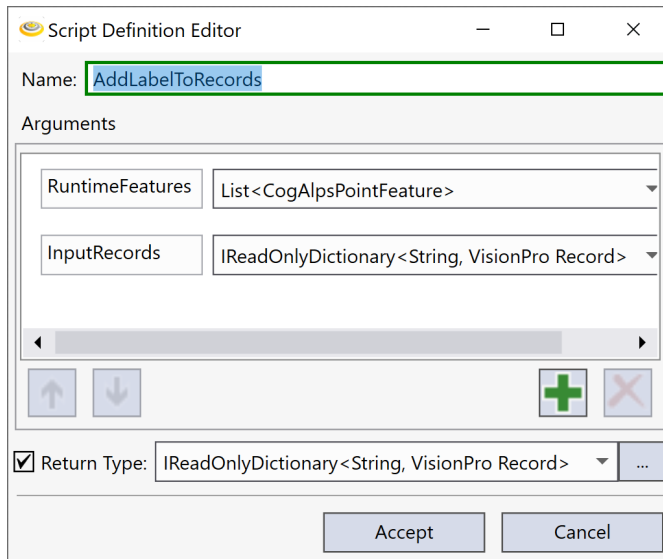 Script Definition Editor
Name: AddLabelToRecords
Arguments
RuntimeFeatures List<CogAlpsPointFeature>
InputRecords IReadOnlyDictionary<String, VisionPro Record>
Return Type: IReadOnlyDictionary<String, VisionPro Record> ...
Accept Cancel